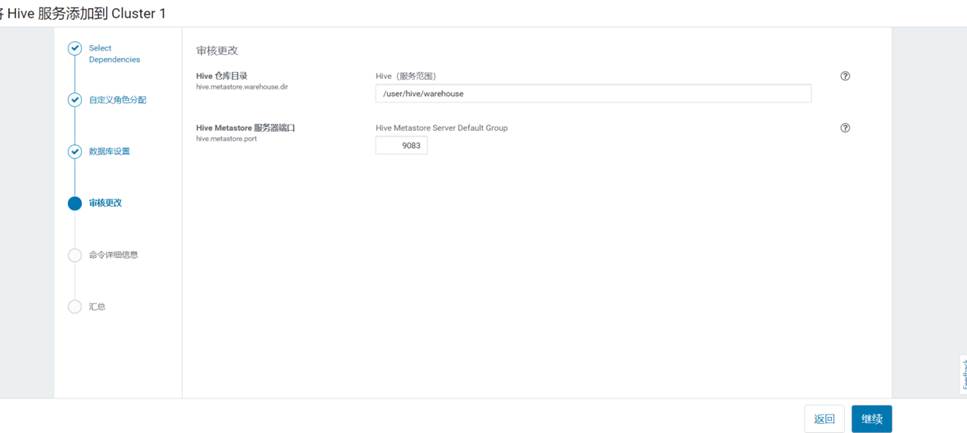 将 Hive 服务添加到 Cluster 1
Select
Dependencies
自定义角色分配
数据库设置
审核更改
命令详细信息
汇总
审核更改
Hive 仓库目录
hive.metastore.warehouse.dir
Hive（服务范围）
/user/hive/warehouse
Hive Metastore 服务器端口
hive.metastore.port
Hive Metastore Server Default Group
9083
Feedback
返回
继续